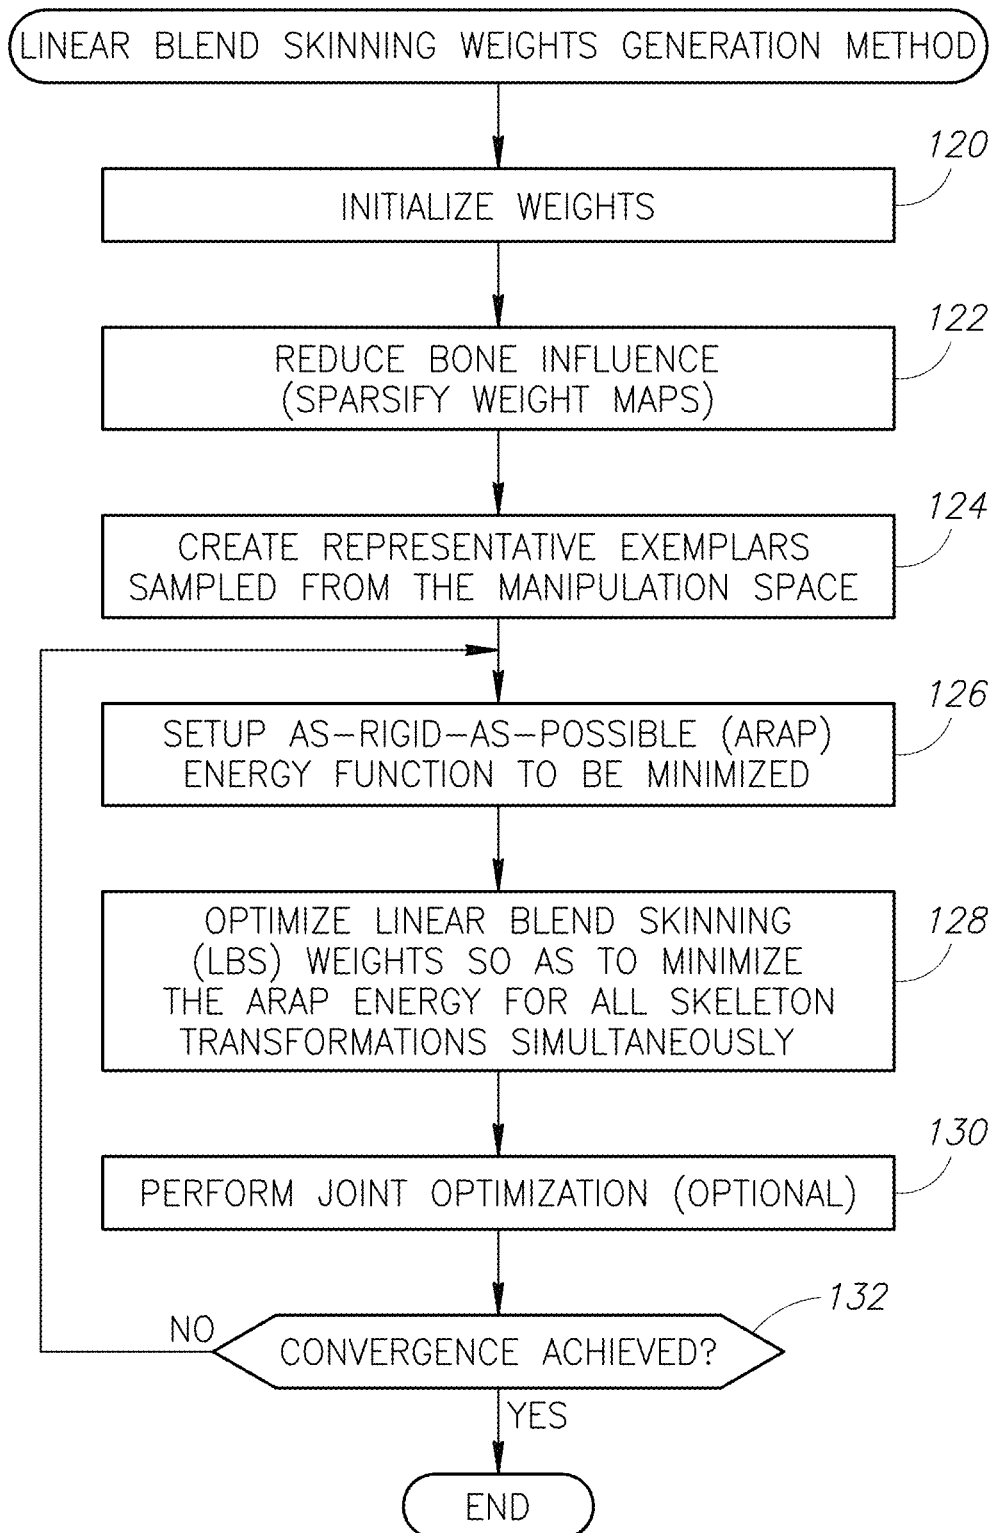 LINEAR BLEND SKINNING WEIGHTS GENERATION METHOD
120
INITIALIZE WEIGHTS
122
REDUCE BONE INFLUENCE
(SPARSIFY WEIGHT MAPS)
124
CREATE REPRESENTATIVE EXEMPLARS
SAMPLED FROM THE MANIPULATION SPACE
126
SETUP AS-RIGID-AS-POSSIBLE (ARAP)
ENERGY FUNCTION TO BE MINIMIZED
128
OPTIMIZE LINEAR BLEND SKINNING
(LBS) WEIGHTS SO AS TO MINIMIZE
THE ARAP ENERGY FOR ALL SKELETON
TRANSFORMATIONS SIMULTANEOUSLY
130
PERFORM JOINT OPTIMIZATION (OPTIONAL)
132
NO
CONVERGENCE ACHIEVED?
YES
END